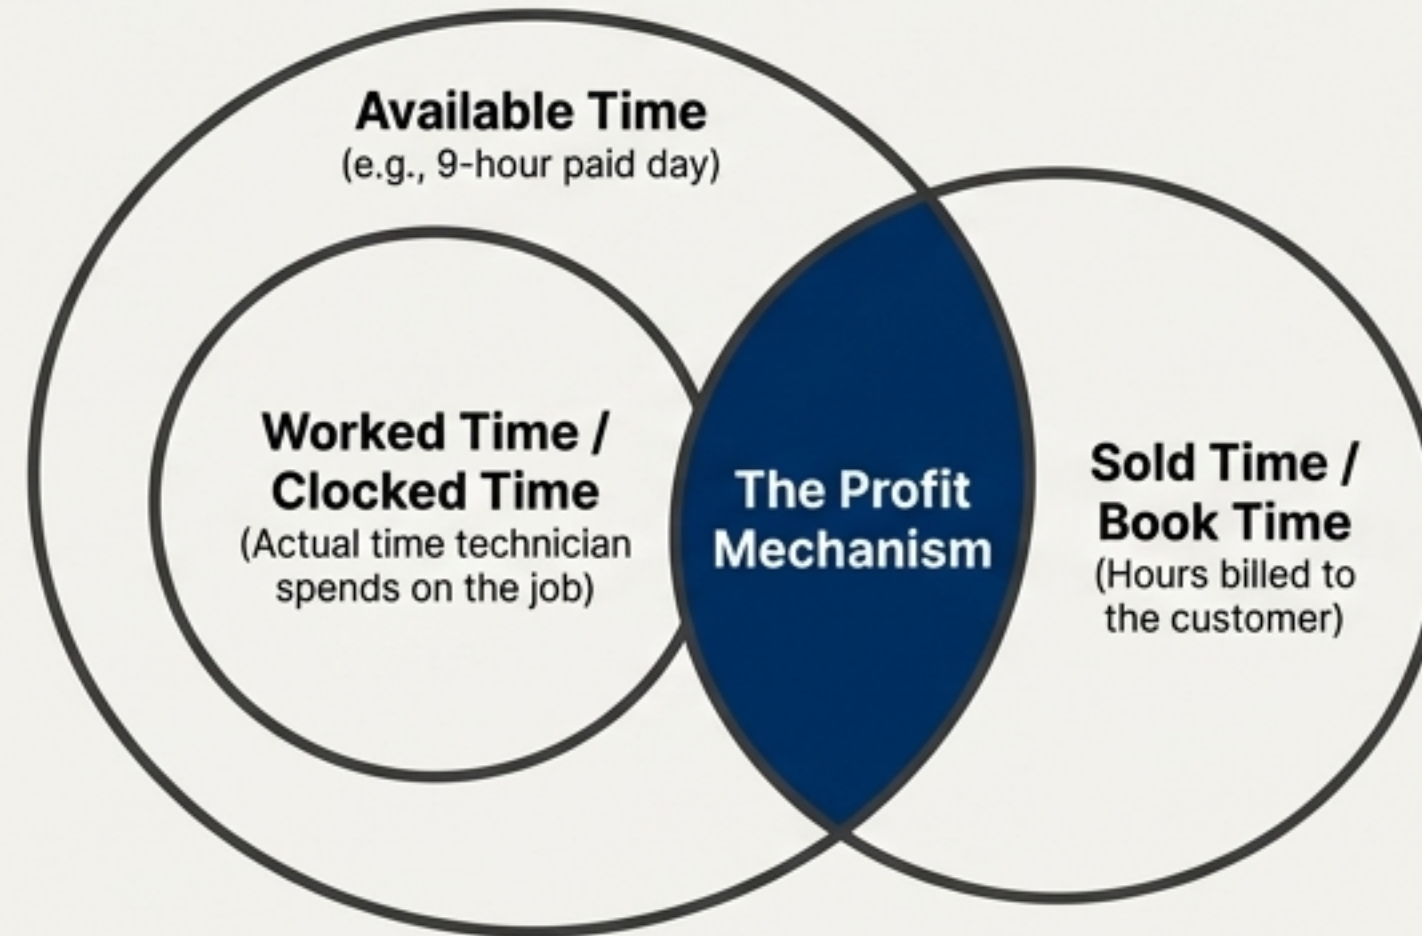 Available Time
(e.g., 9-hour paid day)
Worked Time /
Clocked Time
(Actual time technician
spends on the job)
The Profit
Mechanism
Sold Time /
Book Time
(Hours billed to
the customer)